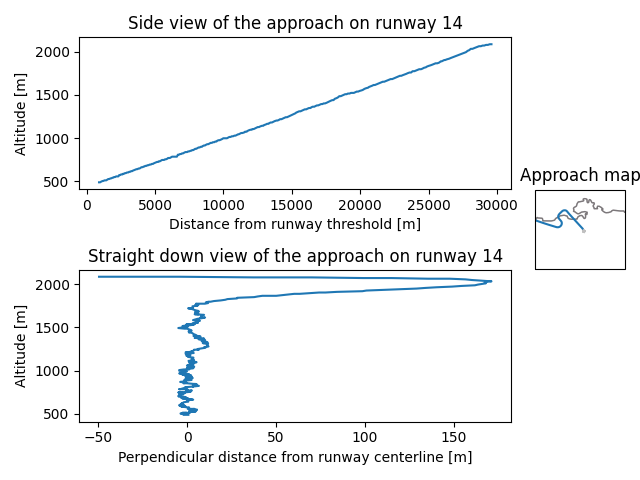 Side view of the approach on runway 14
2000
1500
1000
500
Altitude [m]
0 5000 10000 15000 20000 25000 30000
Distance from runway threshold [m]
Approach map
Straight down view of the approach on runway 14
2000
1500
1000
500
Altitude [m]
−50 0 50 100 150
Perpendicular distance from runway centerline [m]